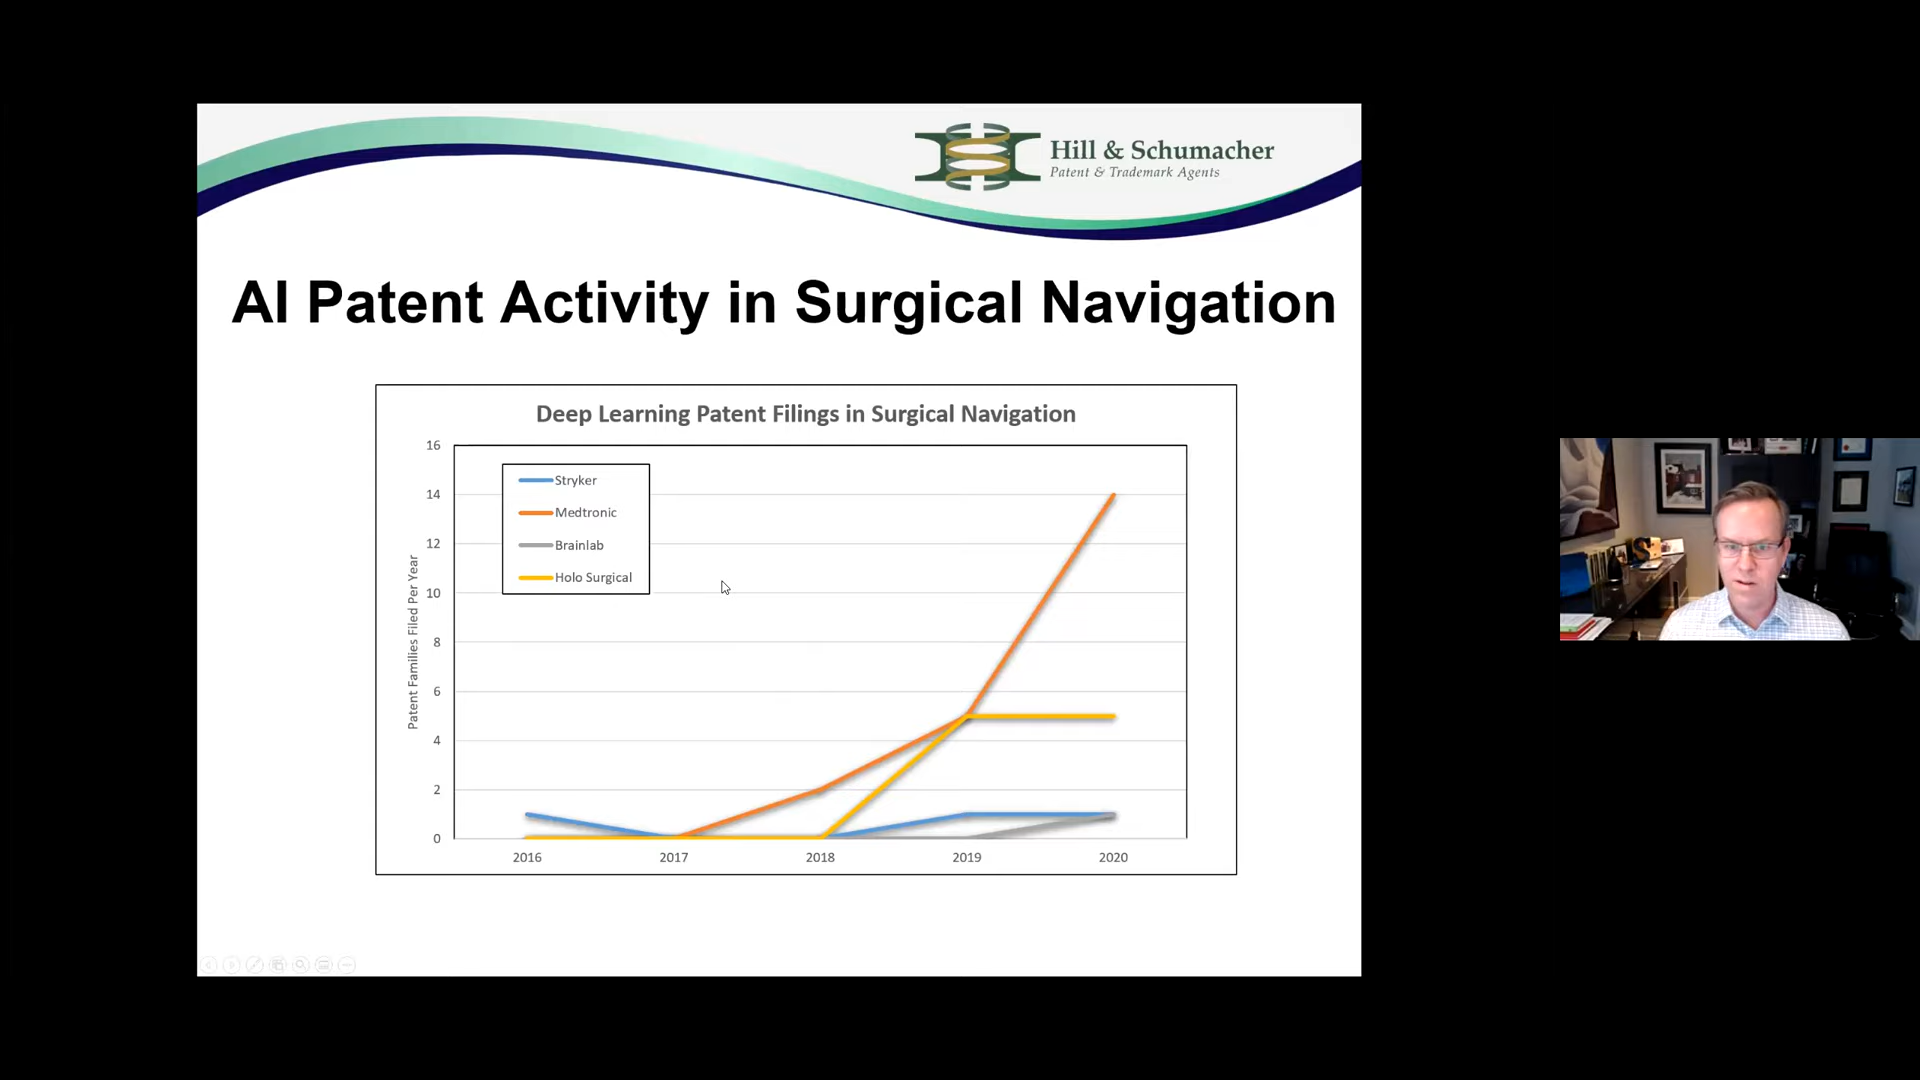 Hill & Schumacher
Patent & Trademark Agents
AI Patent Activity in Surgical Navigation
Deep Learning Patent Filings in Surgical Navigation
Patent Families Filed Per Year
16
14
12
10
8
6
4
2
0
Stryker
Medtronic
Brainlab
Holo Surgical
2016 2017 2018 2019 2020